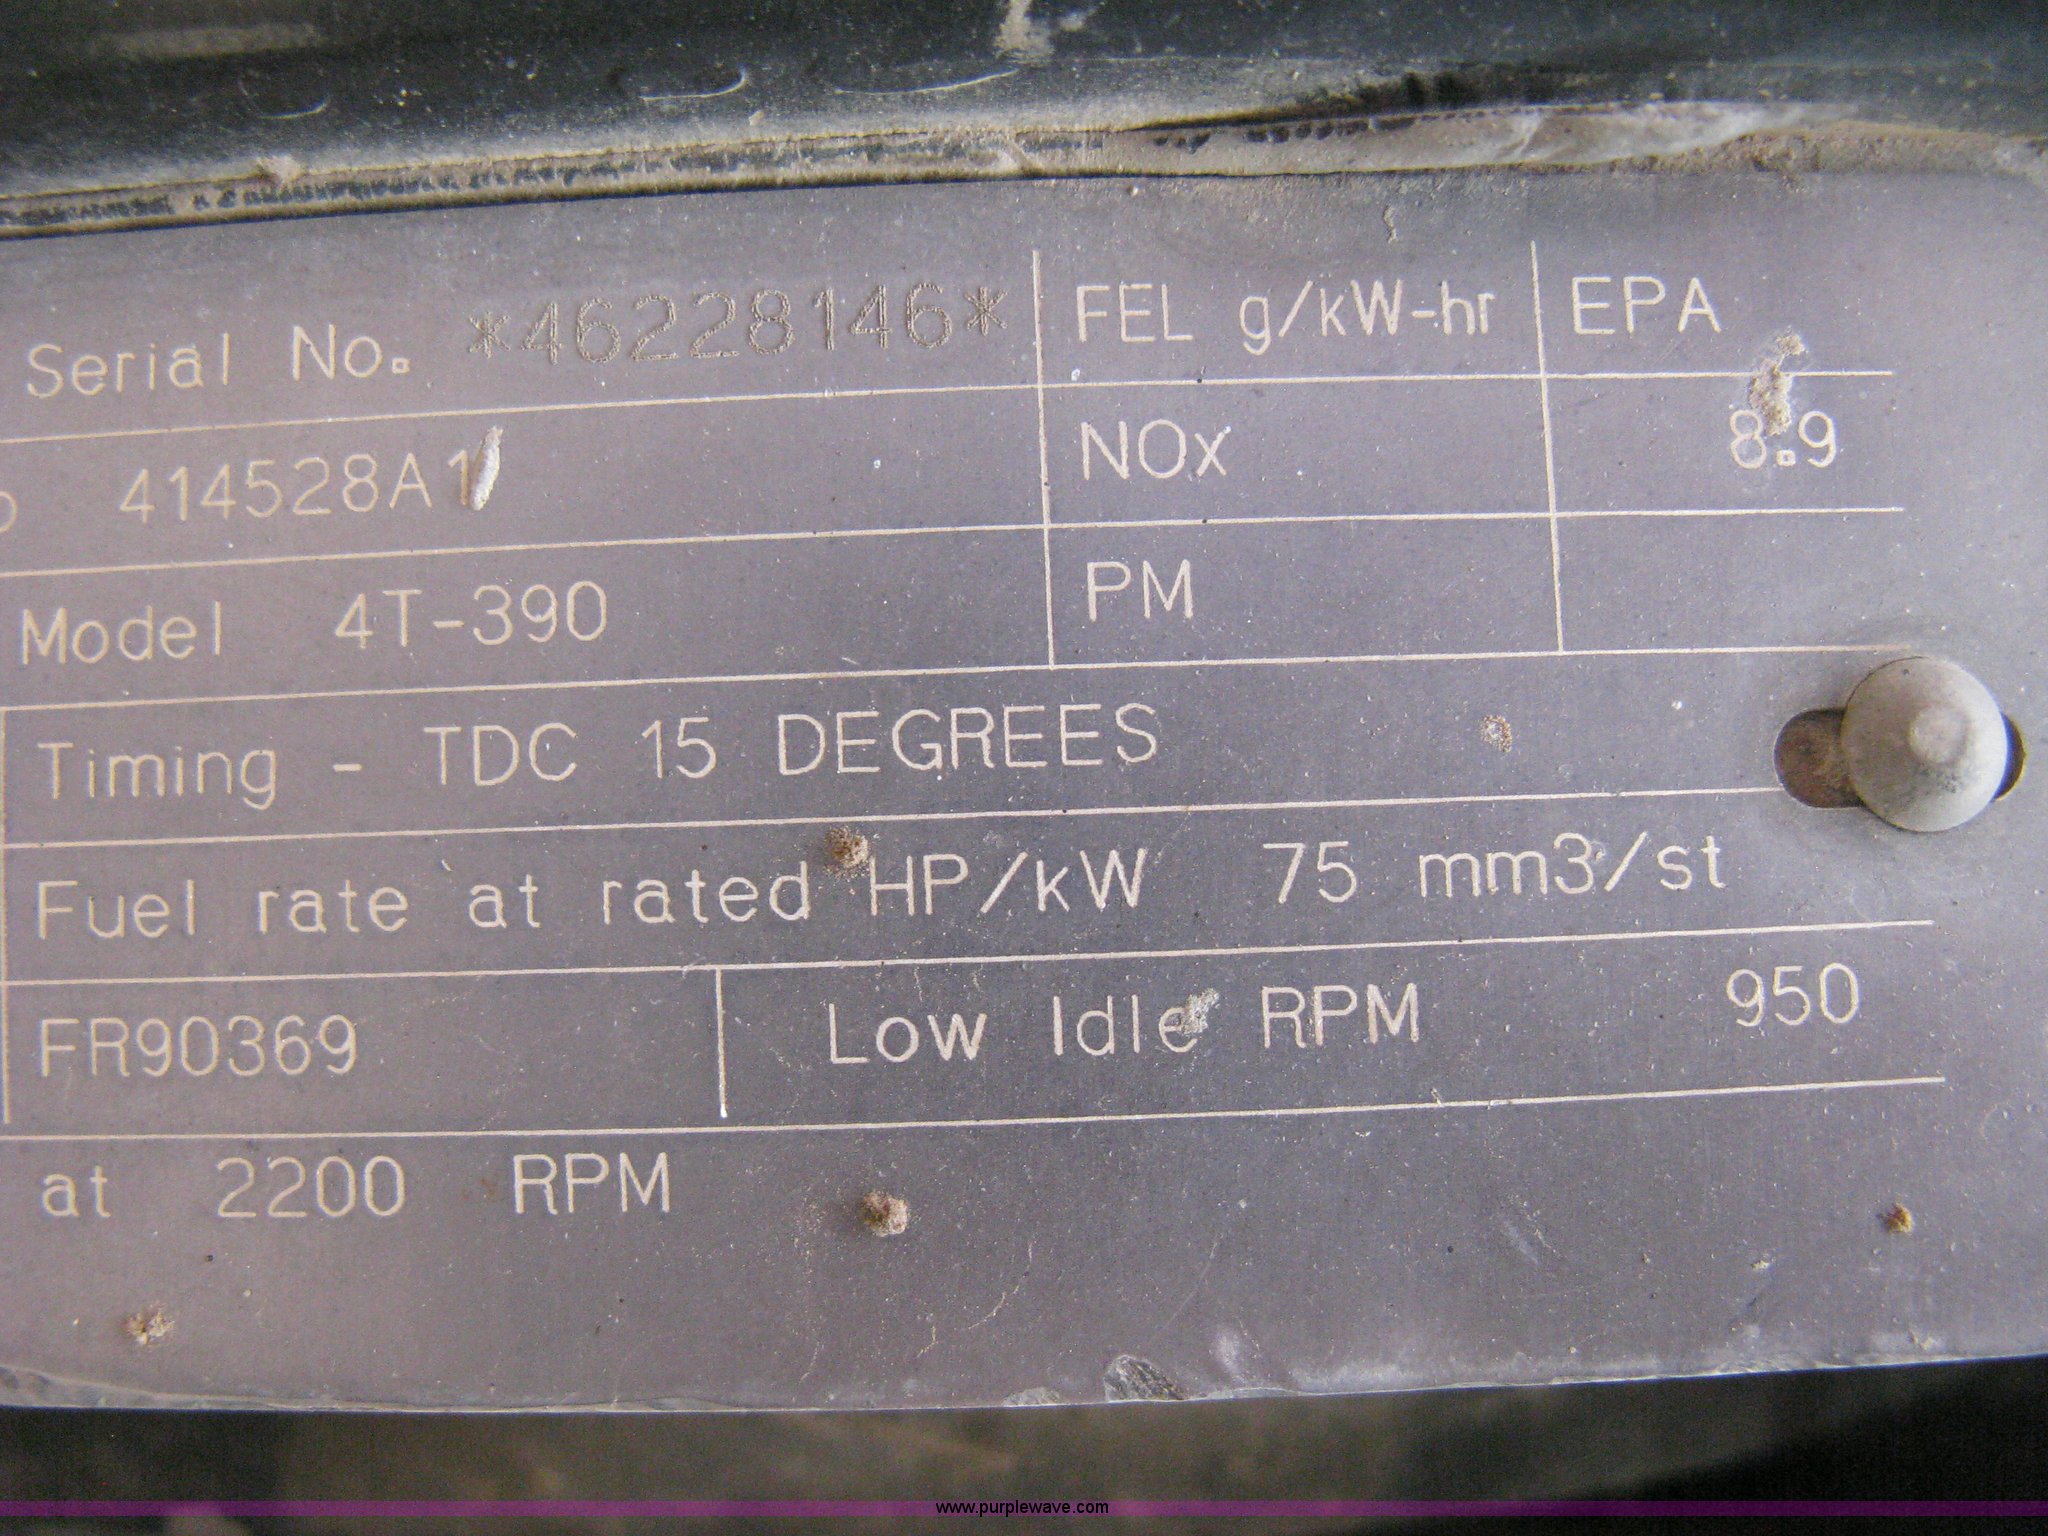 Serial No. *46228146* FEL g/kW-hr EPA
414528A1 NOx 8.9
Model 4T-390 PM
Timing - TDC 15 DEGREES
Fuel rate at rated HP/kW 75 mm3/st
FR90369 Low Idle RPM 950
at 2200 RPM
www.purplewave.com